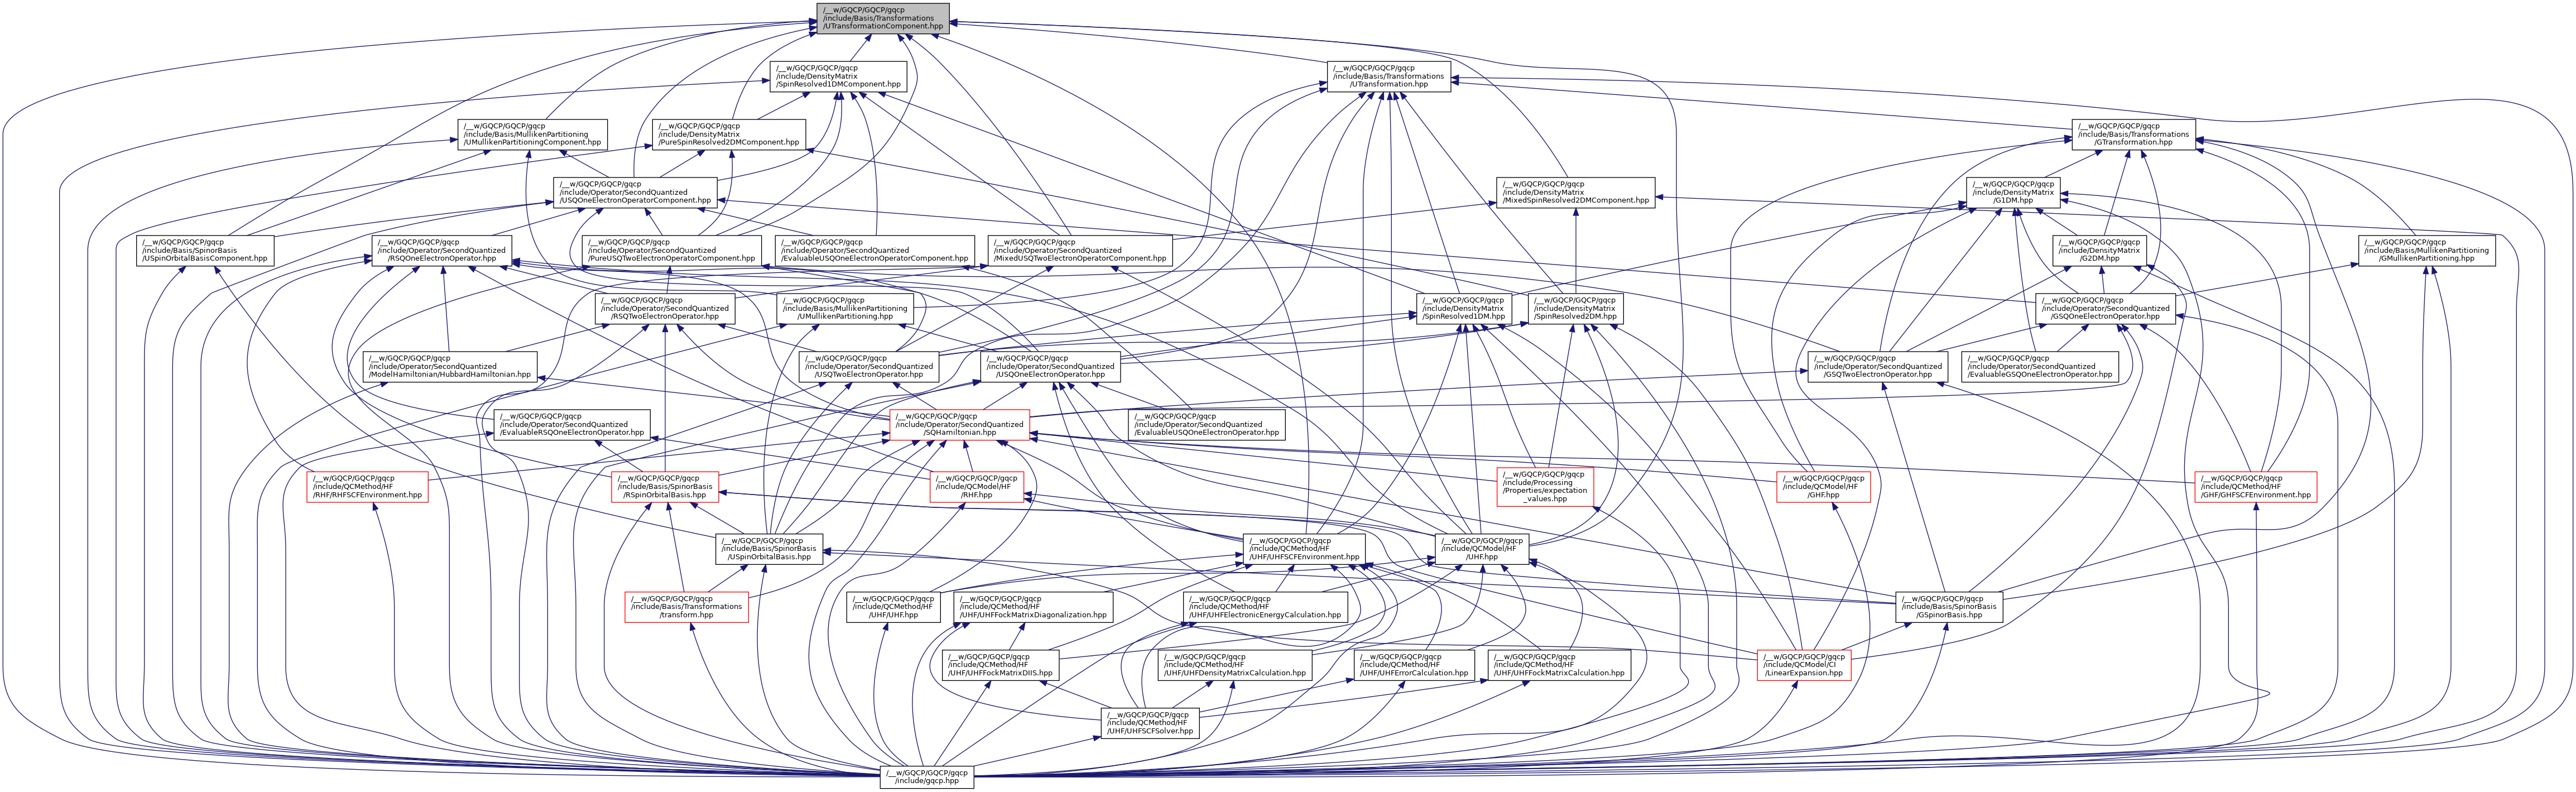 /__w/GQCP/GQCP/gqcp
/include/Basis/Transformations
/UTransformationComponent.hpp
/__w/GQCP/GQCP/gqcp
/include/DensityMatrix
/SpinResolved1DMComponent.hpp
/__w/GQCP/GQCP/gqcp
/include/Basis/Transformations
/UTransformation.hpp
/__w/GQCP/GQCP/gqcp
/include/Basis/MullikenPartitioning
/UMullikenPartitioningComponent.hpp
/__w/GQCP/GQCP/gqcp
/include/DensityMatrix
/PureSpinResolved2DMComponent.hpp
/__w/GQCP/GQCP/gqcp
/include/Basis/Transformations
/GTransformation.hpp
/__w/GQCP/GQCP/gqcp
/include/Operator/SecondQuantized
/USQOneElectronOperatorComponent.hpp
/__w/GQCP/GQCP/gqcp
/include/DensityMatrix
/MixedSpinResolved2DMComponent.hpp
/__w/GQCP/GQCP/gqcp
/include/DensityMatrix
/G1DM.hpp
/__w/GQCP/GQCP/gqcp
/include/Basis/SpinorBasis
/USpinOrbitalBasisComponent.hpp
/__w/GQCP/GQCP/gqcp
/include/Operator/SecondQuantized
/RSQOneElectronOperator.hpp
/__w/GQCP/GQCP/gqcp
/include/Operator/SecondQuantized
/PureUSQTwoElectronOperatorComponent.hpp
/__w/GQCP/GQCP/gqcp
/include/Operator/SecondQuantized
/EvaluableUSQOneElectronOperatorComponent.hpp
/__w/GQCP/GQCP/gqcp
/include/Operator/SecondQuantized
/MixedUSQTwoElectronOperatorComponent.hpp
/__w/GQCP/GQCP/gqcp
/include/DensityMatrix
/G2DM.hpp
/__w/GQCP/GQCP/gqcp
/include/Basis/MullikenPartitioning
/GMullikenPartitioning.hpp
/__w/GQCP/GQCP/gqcp
/include/Operator/SecondQuantized
/RSQTwoElectronOperator.hpp
/__w/GQCP/GQCP/gqcp
/include/Basis/MullikenPartitioning
/UMullikenPartitioning.hpp
/__w/GQCP/GQCP/gqcp
/include/DensityMatrix
/SpinResolved1DM.hpp
/__w/GQCP/GQCP/gqcp
/include/DensityMatrix
/SpinResolved2DM.hpp
/__w/GQCP/GQCP/gqcp
/include/Operator/SecondQuantized
/GSQOneElectronOperator.hpp
/__w/GQCP/GQCP/gqcp
/include/Operator/SecondQuantized
/ModelHamiltonian/HubbardHamiltonian.hpp
/__w/GQCP/GQCP/gqcp
/include/Operator/SecondQuantized
/USQTwoElectronOperator.hpp
/__w/GQCP/GQCP/gqcp
/include/Operator/SecondQuantized
/USQOneElectronOperator.hpp
/__w/GQCP/GQCP/gqcp
/include/Operator/SecondQuantized
/GSQTwoElectronOperator.hpp
/__w/GQCP/GQCP/gqcp
/include/Operator/SecondQuantized
/EvaluableGSQOneElectronOperator.hpp
/__w/GQCP/GQCP/gqcp
/include/Operator/SecondQuantized
/EvaluableRSQOneElectronOperator.hpp
/__w/GQCP/GQCP/gqcp
/include/Operator/SecondQuantized
/SQHamiltonian.hpp
/__w/GQCP/GQCP/gqcp
/include/Operator/SecondQuantized
/EvaluableUSQOneElectronOperator.hpp
/__w/GQCP/GQCP/gqcp
/include/QCMethod/HF
/RHF/RHFSCFEnvironment.hpp
/__w/GQCP/GQCP/gqcp
/include/Basis/SpinorBasis
/RSpinOrbitalBasis.hpp
/__w/GQCP/GQCP/gqcp
/include/QCModel/HF
/RHF.hpp
/__w/GQCP/GQCP/gqcp
/include/Processing
/Properties/expectation
_values.hpp
/__w/GQCP/GQCP/gqcp
/include/QCModel/HF
/GHF.hpp
/__w/GQCP/GQCP/gqcp
/include/QCMethod/HF
/GHF/GHFSCFEnvironment.hpp
/__w/GQCP/GQCP/gqcp
/include/Basis/SpinorBasis
/USpinOrbitalBasis.hpp
/__w/GQCP/GQCP/gqcp
/include/QCMethod/HF
/UHF/UHFSCFEnvironment.hpp
/__w/GQCP/GQCP/gqcp
/include/QCModel/HF
/UHF.hpp
/__w/GQCP/GQCP/gqcp
/include/Basis/Transformations
/transform.hpp
/__w/GQCP/GQCP/gqcp
/include/QCMethod/HF
/UHF/UHF.hpp
/__w/GQCP/GQCP/gqcp
/include/QCMethod/HF
/UHF/UHFFockMatrixDiagonalization.hpp
/__w/GQCP/GQCP/gqcp
/include/QCMethod/HF
/UHF/UHFElectronicEnergyCalculation.hpp
/__w/GQCP/GQCP/gqcp
/include/Basis/SpinorBasis
/GSpinorBasis.hpp
/__w/GQCP/GQCP/gqcp
/include/QCMethod/HF
/UHF/UHFFockMatrixDIIS.hpp
/__w/GQCP/GQCP/gqcp
/include/QCMethod/HF
/UHF/UHFDensityMatrixCalculation.hpp
/__w/GQCP/GQCP/gqcp
/include/QCMethod/HF
/UHF/UHFErrorCalculation.hpp
/__w/GQCP/GQCP/gqcp
/include/QCMethod/HF
/UHF/UHFFockMatrixCalculation.hpp
/__w/GQCP/GQCP/gqcp
/include/QCModel/CI
/LinearExpansion.hpp
/__w/GQCP/GQCP/gqcp
/include/QCMethod/HF
/UHF/UHFSCFSolver.hpp
/__w/GQCP/GQCP/gqcp
/include/gqcp.hpp